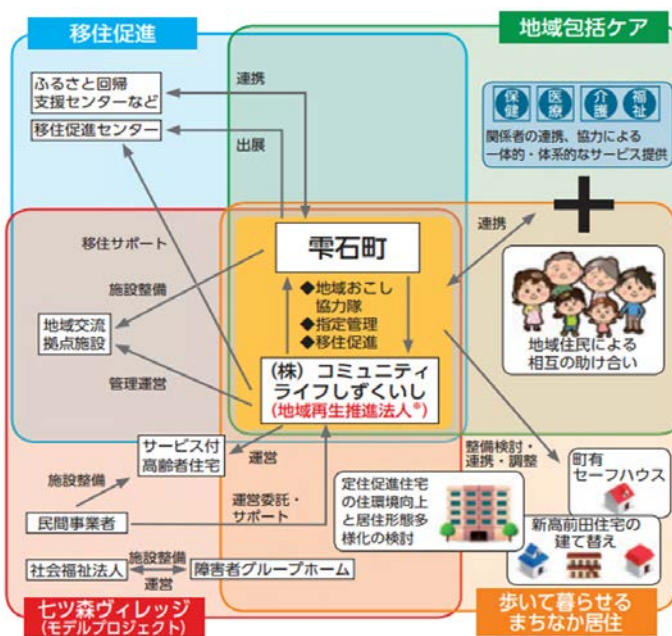 移住促進
地域包括ケア
ふるさと回帰
支援センターなど
移住促進センター
連携
出展
保健
医療
介護
福祉
関係者の連携、協力による
一体的・体系的なサービス提供
移住サポート
施設整備
地域交流
拠点施設
管理運営
雫石町
◆地域おこし
協力隊
◆指定管理
◆移住促進
(株)コミュニティ
ライフしずくいし
(地域再生推進法人※)
連携
地域住民による
相互の助け合い
サービス付
高齢者住宅
運営
施設整備
民間事業者
運営委託・
サポート
社会福祉法人
施設整備
運営
障害者グループホーム
整備検討・
連携・調整
定住促進住宅
の住環境向上
と居住形態多
様化の検討
町有
セーフハウス
新高前田住宅の
建て替え
七ツ森ヴィレッジ
(モデルプロジェクト)
歩いて暮らせる
まちなか居住